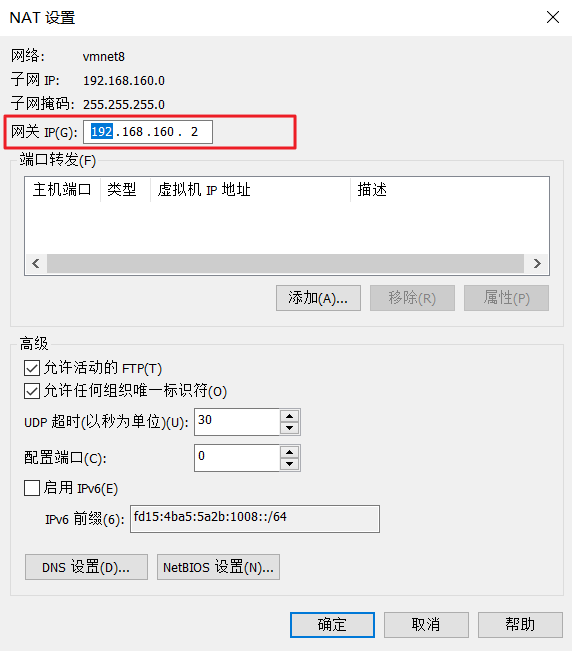 NAT 设置
网络: vmnet8
子网 IP: 192.168.160.0
子网掩码: 255.255.255.0
网关 IP(G): 192 . 168 . 160 . 2
端口转发(F)
主机端口 类型 虚拟机 IP 地址 描述
添加(A)... 移除(R) 属性(P)
高级
允许活动的 FTP(T)
允许任何组织唯一标识符(O)
UDP 超时(以秒为单位)(U): 30
配置端口(C): 0
启用 IPv6(E)
IPv6 前缀(6): fd15:4ba5:5a2b:1008::/64
DNS 设置(D)... NetBIOS 设置(N)...
确定 取消 帮助